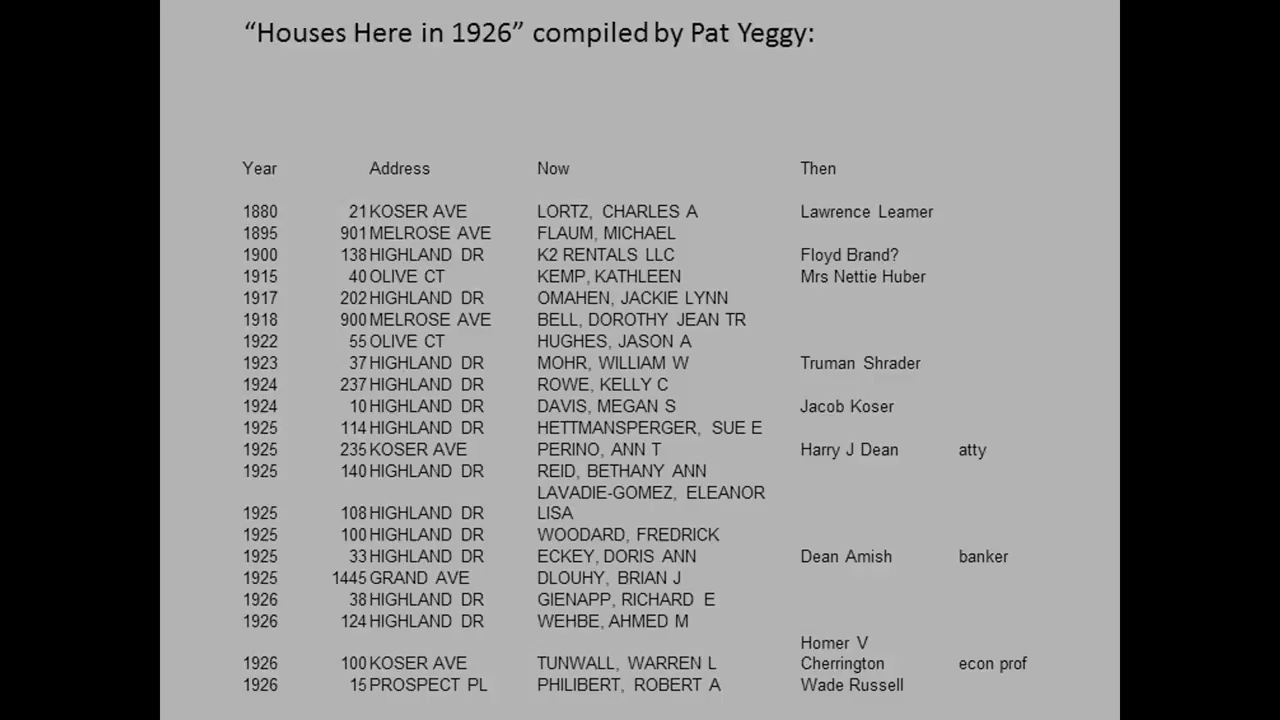 “Houses Here in 1926” compiled by Pat Yeggy:
Year Address Now Then
1880 21 KOSER AVE LORTZ, CHARLES A Lawrence Leamer
1895 901 MELROSE AVE FLAUM, MICHAEL
1900 138 HIGHLAND DR K2 RENTALS LLC Floyd Brand?
1915 40 OLIVE CT KEMP, KATHLEEN Mrs Nettie Huber
1917 202 HIGHLAND DR OMAHEN, JACKIE LYNN
1918 900 MELROSE AVE BELL, DOROTHY JEAN TR
1922 55 OLIVE CT HUGHES, JASON A
1923 37 HIGHLAND DR MOHR, WILLIAM W Truman Shrader
1924 237 HIGHLAND DR ROWE, KELLY C
1924 10 HIGHLAND DR DAVIS, MEGAN S Jacob Koser
1925 114 HIGHLAND DR HETTMANSPERGER, SUE E
1925 235 KOSER AVE PERINO, ANN T Harry J Dean atty
1925 140 HIGHLAND DR REID, BETHANY ANN
LAVADIE-GOMEZ, ELEANOR
1925 108 HIGHLAND DR LISA
1925 100 HIGHLAND DR WOODARD, FREDRICK
1925 33 HIGHLAND DR ECKEY, DORIS ANN Dean Amish banker
1925 1445 GRAND AVE DLOUHY, BRIAN J
1926 38 HIGHLAND DR GIENAPP, RICHARD E
1926 124 HIGHLAND DR WEHBE, AHMED M
Homer V
1926 100 KOSER AVE TUNWALL, WARREN L Cherrington econ prof
1926 15 PROSPECT PL PHILIBERT, ROBERT A Wade Russell